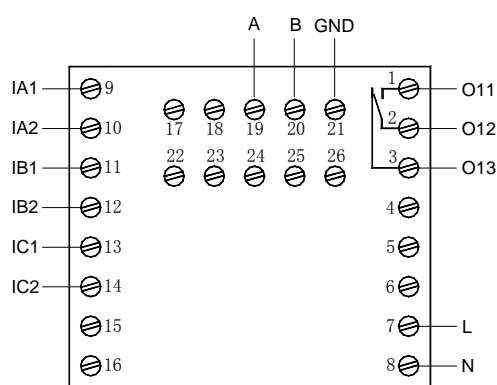 A B GND
IA1 9 1 O11
IA2 10 17 18 19 20 21 2 O12
IB1 11 22 23 24 25 26 3 O13
IB2 12 4
IC1 13 5
IC2 14 6
15 7 L
16 8 N